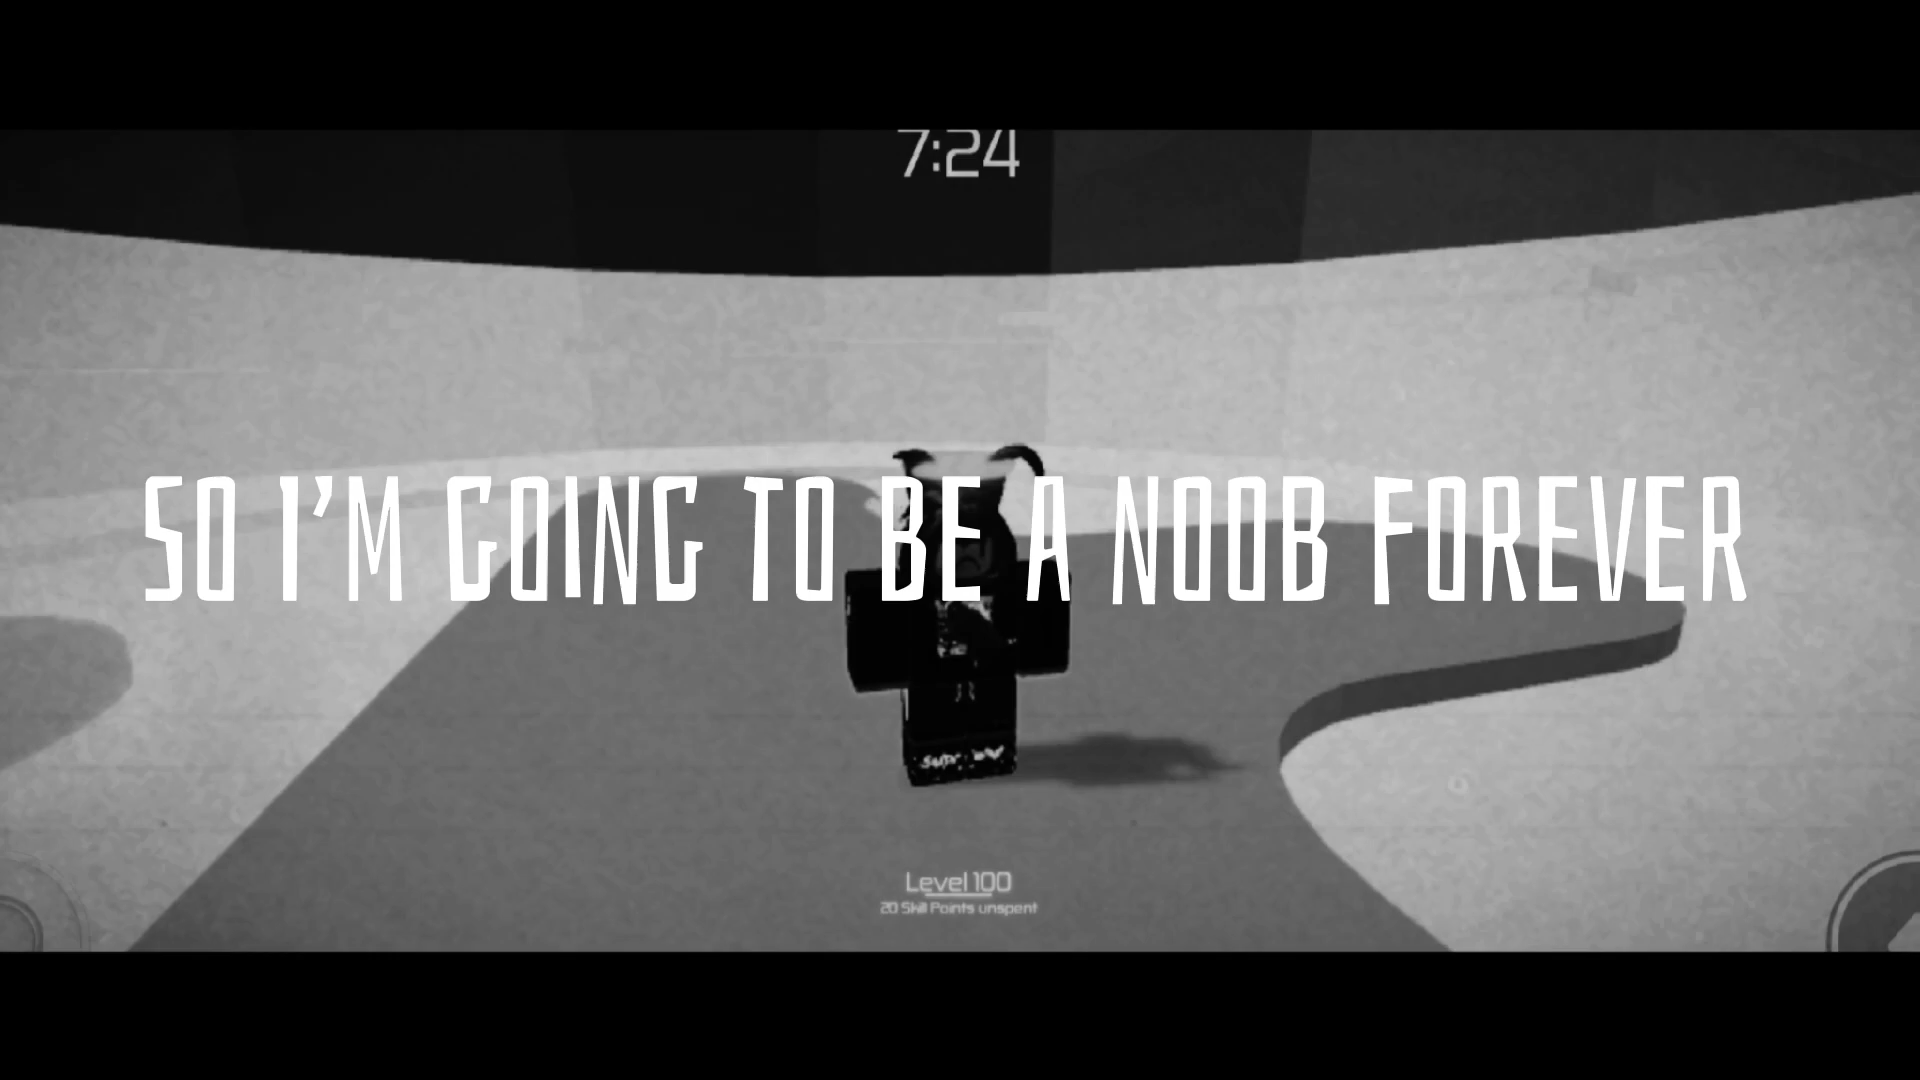 7:24
SO I'M GOING TO BE A NOOB FOREVER
Level 100
20 Skill Points unspent